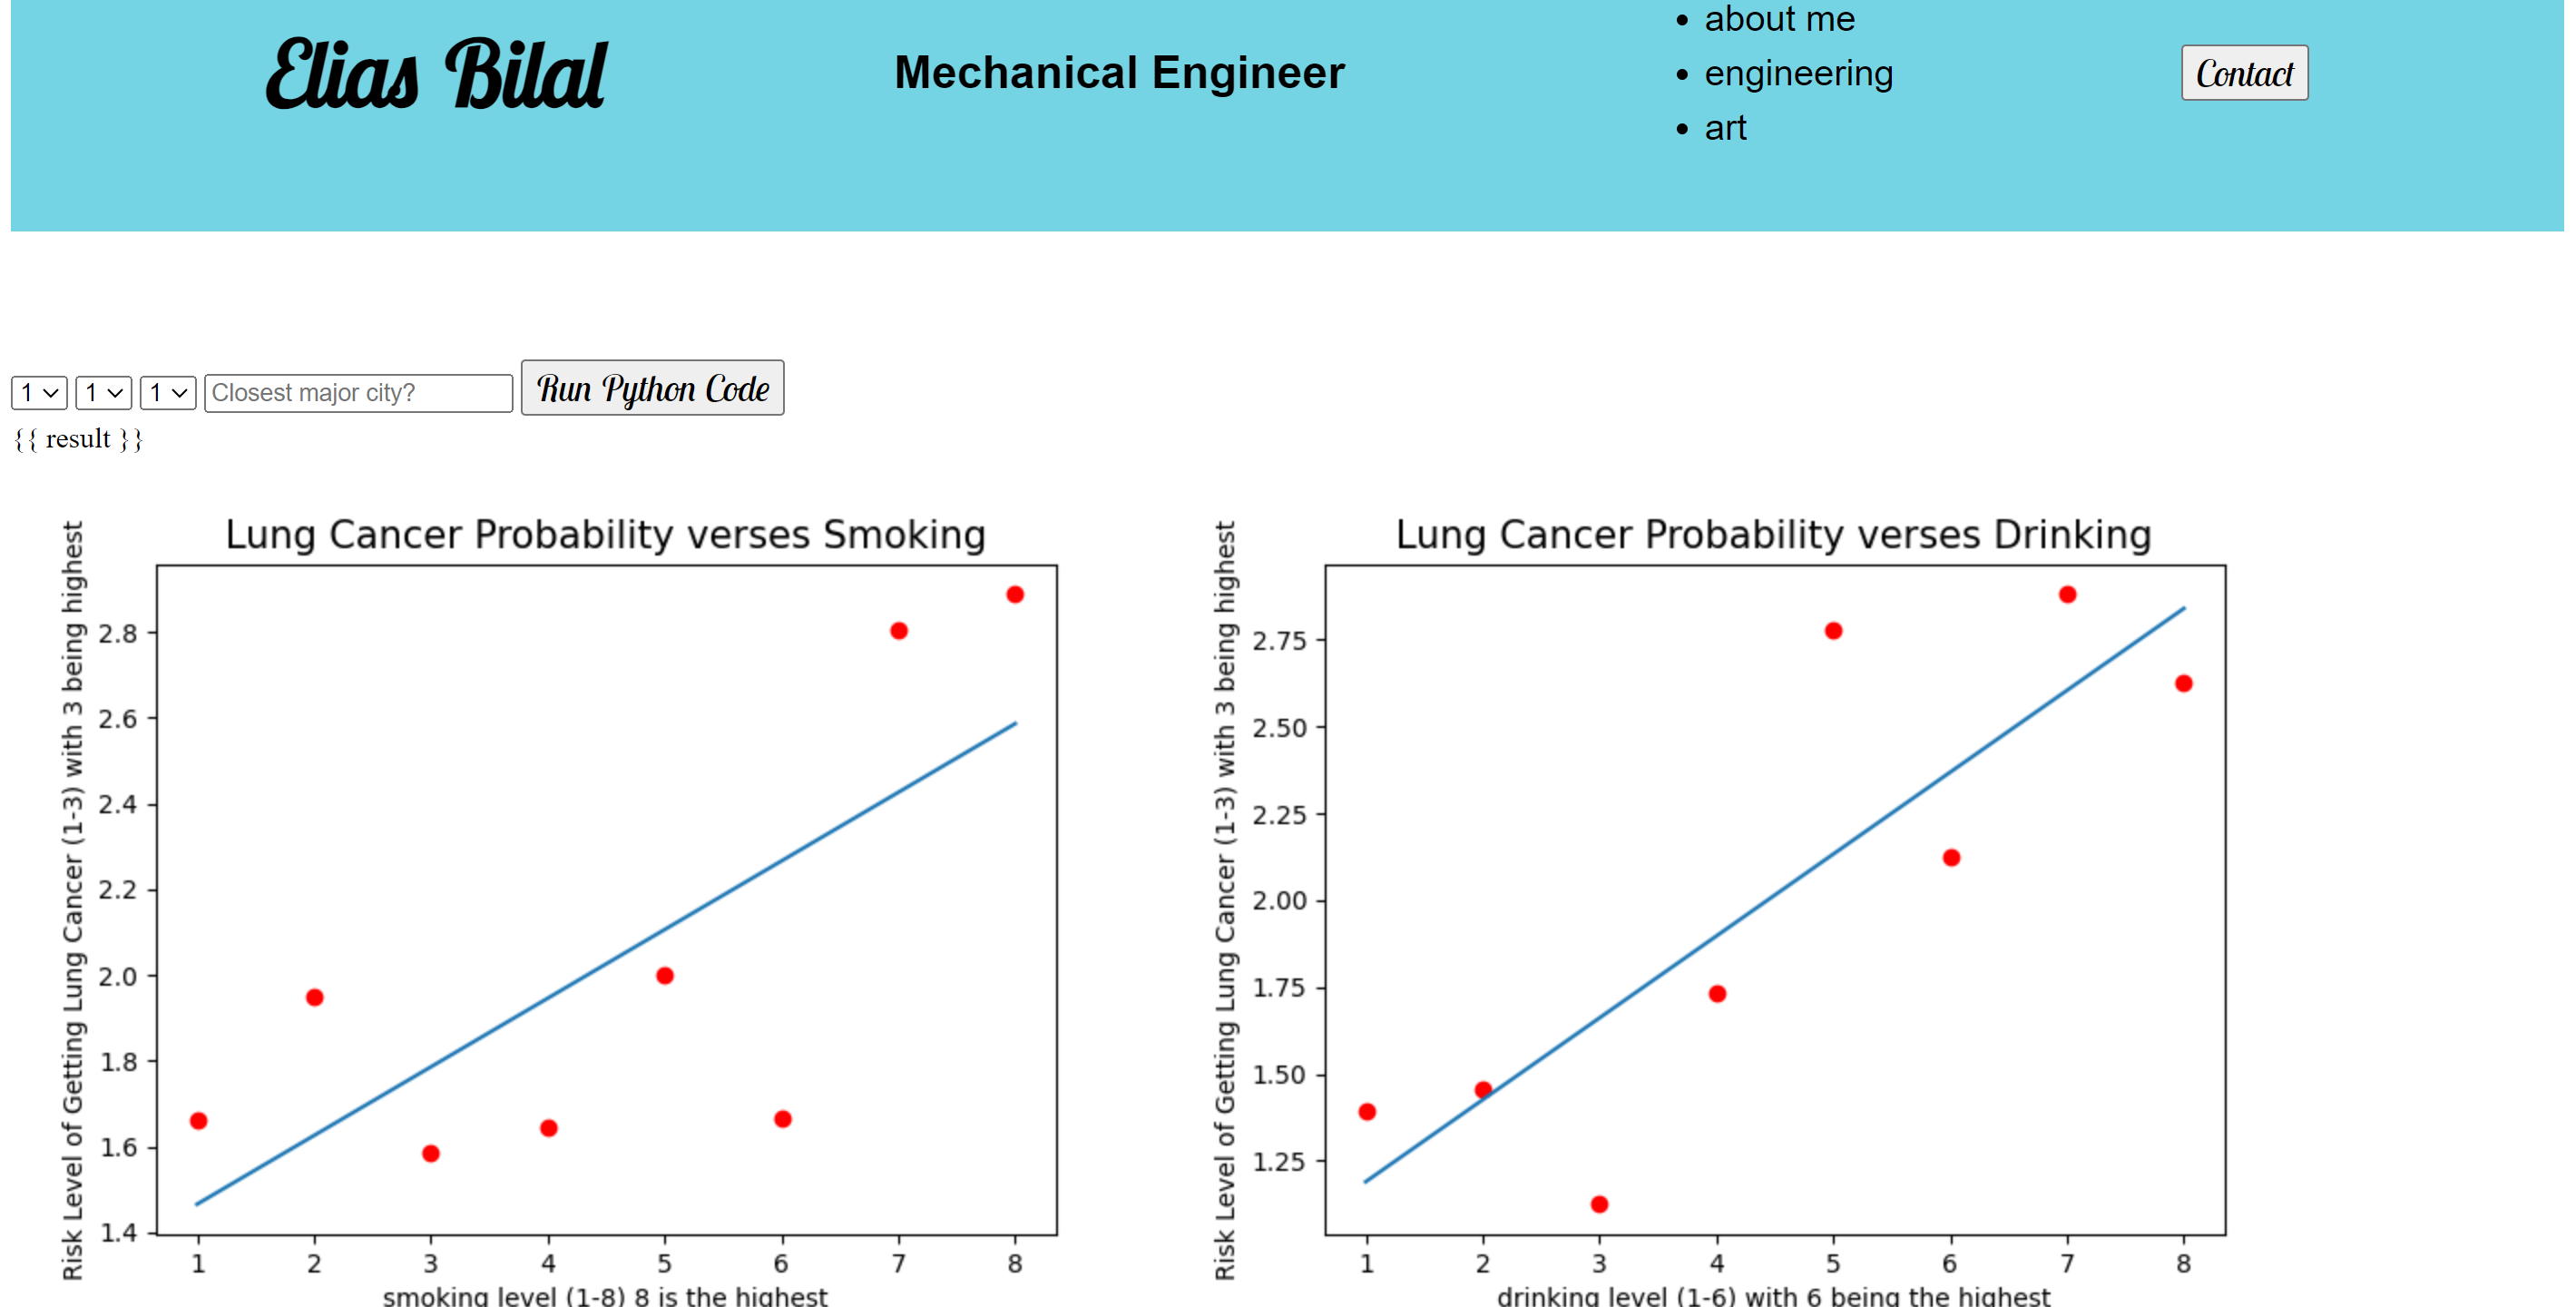 Elias Bilal
Mechanical Engineer
about me
engineering
art
Contact
1 1 1 Closest major city? Run Python Code
{{ result }}
Lung Cancer Probability verses Smoking
Risk Level of Getting Lung Cancer (1-3) with 3 being highest
2.8
2.6
2.4
2.2
2.0
1.8
1.6
1.4
1 2 3 4 5 6 7 8
smoking level (1-8) 8 is the highest
Lung Cancer Probability verses Drinking
Risk Level of Getting Lung Cancer (1-3) with 3 being highest
2.75
2.50
2.25
2.00
1.75
1.50
1.25
1 2 3 4 5 6 7 8
drinking level (1-6) with 6 being the highest